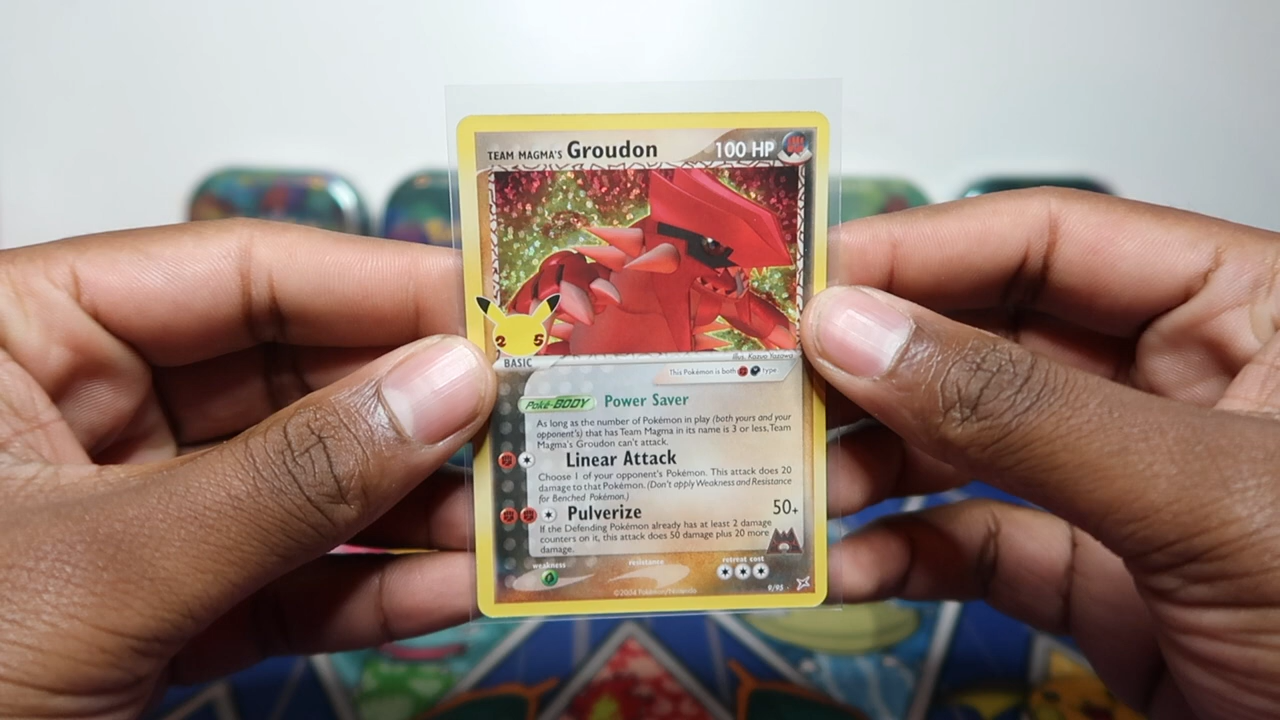 TEAM MAGMA'S Groudon 100 HP
2 5
BASIC
illus. Kazuo Yazawa
This Pokémon is both type
Poké-BODY Power Saver
As long as the number of Pokémon in play (both yours and your
opponent's) that has Team Magma in its name is 3 or less, Team
Magma's Groudon can't attack.
Linear Attack
Choose 1 of your opponent's Pokémon. This attack does 20
damage to that Pokémon. (Don't apply Weakness and Resistance
for Benched Pokémon.)
Pulverize 50+
If the Defending Pokémon already has at least 2 damage
counters on it, this attack does 50 damage plus 20 more
damage.
weakness resistance retreat cost
©2004 Pokémon/Nintendo 9/95